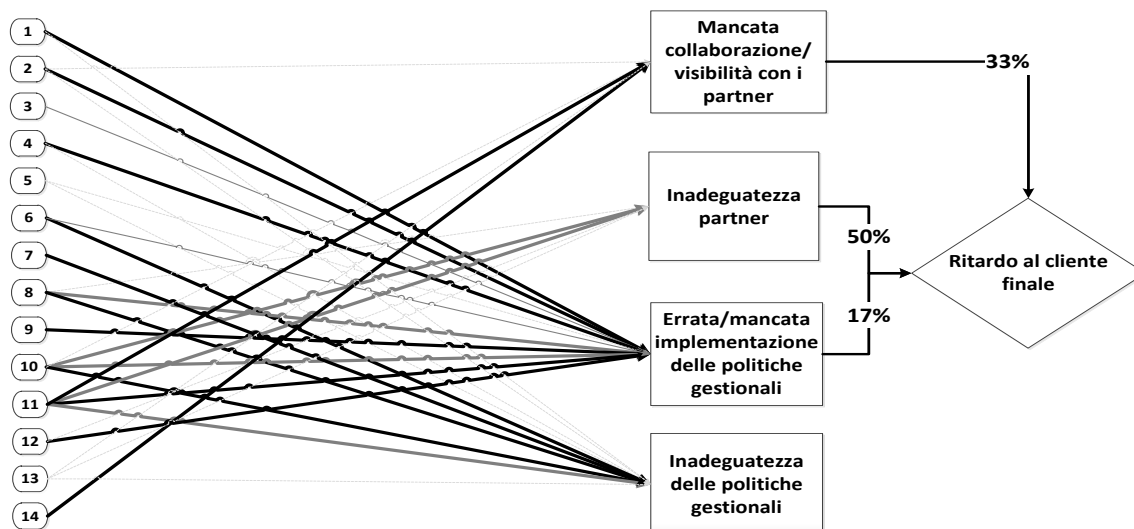 1
2
3
4
5
6
7
8
9
10
11
12
13
14
Mancata
collaborazione/
visibilità con i
partner
Inadeguatezza
partner
Errata/mancata
implementazione
delle politiche
gestionali
Inadeguatezza
delle politiche
gestionali
33%
50%
17%
Ritardo al cliente
finale